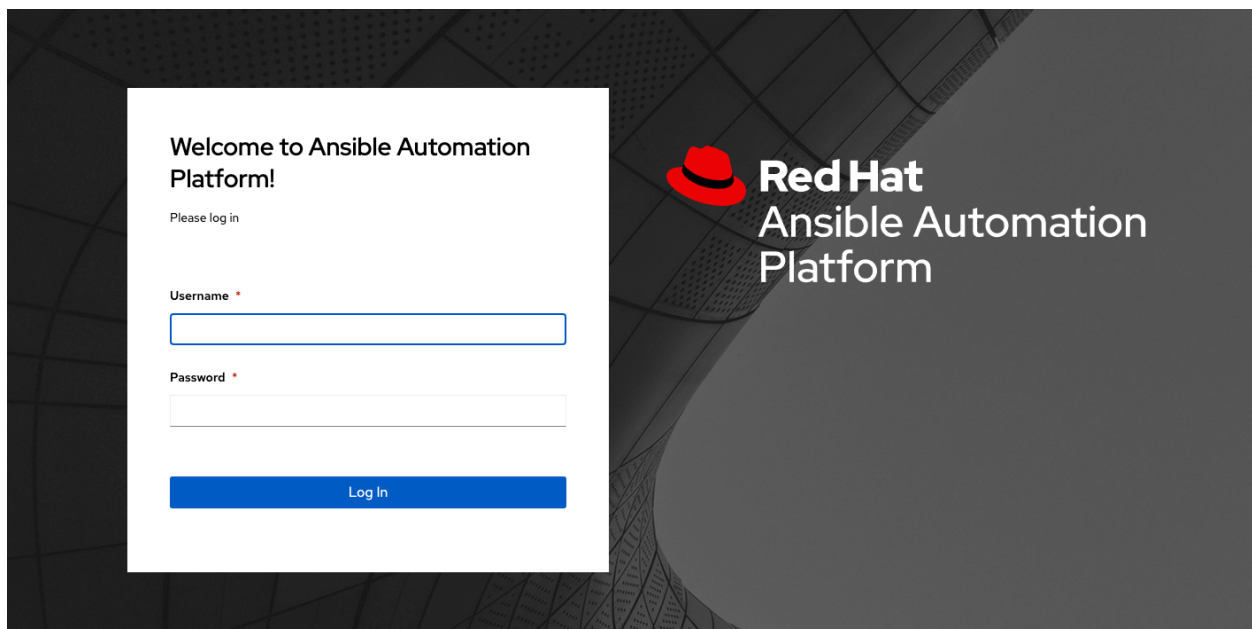 Welcome to Ansible Automation
Platform!
Please log in
Username *
Password *
Log In
Red Hat
Ansible Automation
Platform